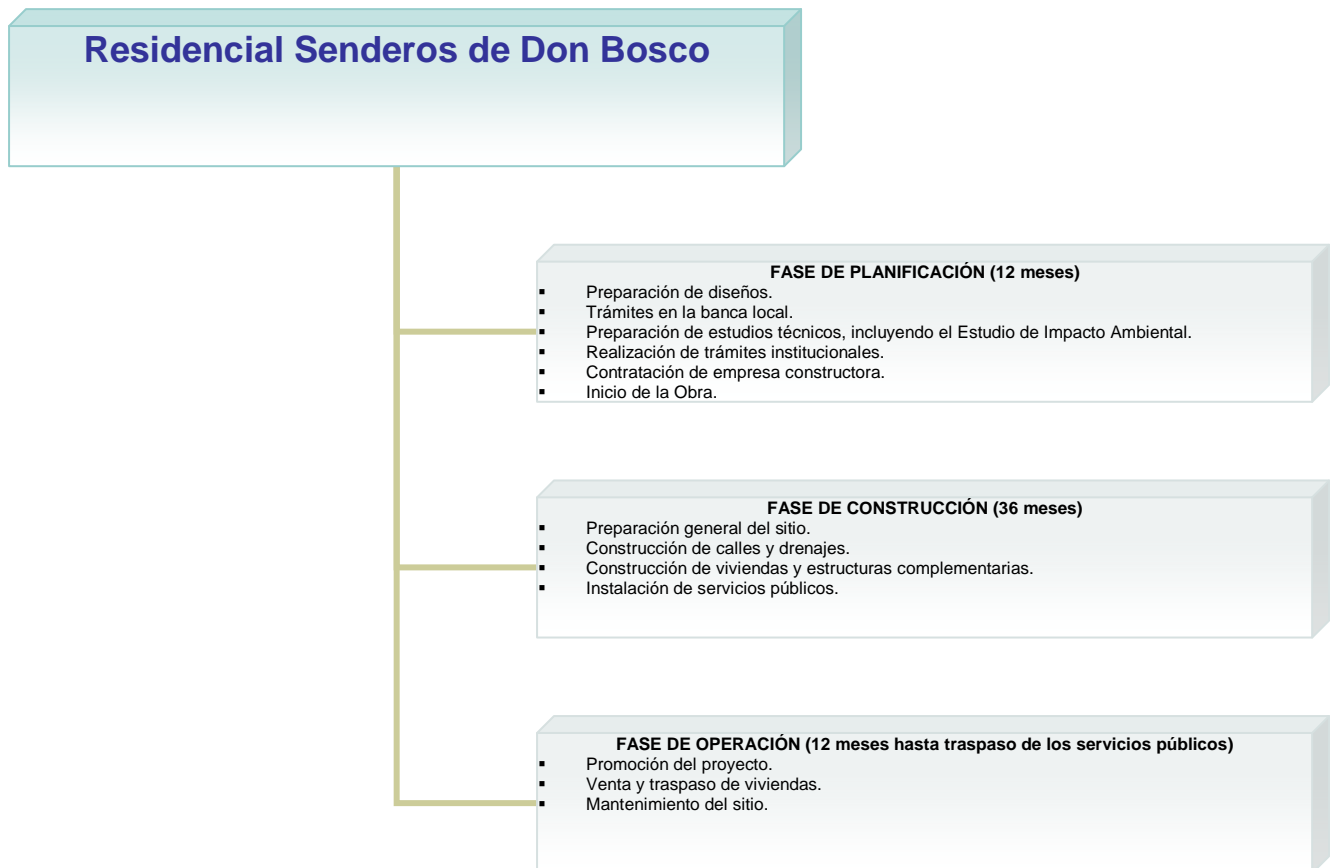 Residencial Senderos de Don Bosco
FASE DE PLANIFICACIÓN (12 meses)
▪ Preparación de diseños.
▪ Trámites en la banca local.
▪ Preparación de estudios técnicos, incluyendo el Estudio de Impacto Ambiental.
▪ Realización de trámites institucionales.
▪ Contratación de empresa constructora.
▪ Inicio de la Obra.
FASE DE CONSTRUCCIÓN (36 meses)
▪ Preparación general del sitio.
▪ Construcción de calles y drenajes.
▪ Construcción de viviendas y estructuras complementarias.
▪ Instalación de servicios públicos.
FASE DE OPERACIÓN (12 meses hasta traspaso de los servicios públicos)
▪ Promoción del proyecto.
▪ Venta y traspaso de viviendas.
▪ Mantenimiento del sitio.